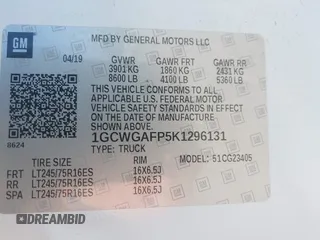 GM
MFD BY GENERAL MOTORS LLC
04/19 GVWR GAWR FRT GAWR RR
3901 KG 1860 KG 2431 KG
8600 LB 4100 LB 5360 LB
THIS VEHICLE CONFORMS TO ALL
APPLICABLE U.S. FEDERAL MOTOR
VEHICLE SAFETY STANDARDS IN EFFECT
ON THE DATE OF MANUFACTURE SHOWN ABOVE.
1GCWGAFP5K1296131
8624
TYPE: TRUCK
TIRE SIZE RIM 51CG23405
FRT LT245/75R16ES 16X6.5J
RR LT245/75R16ES 16X6.5J
SPA LT245/75R16ES 16X6.5J
DREAMBID